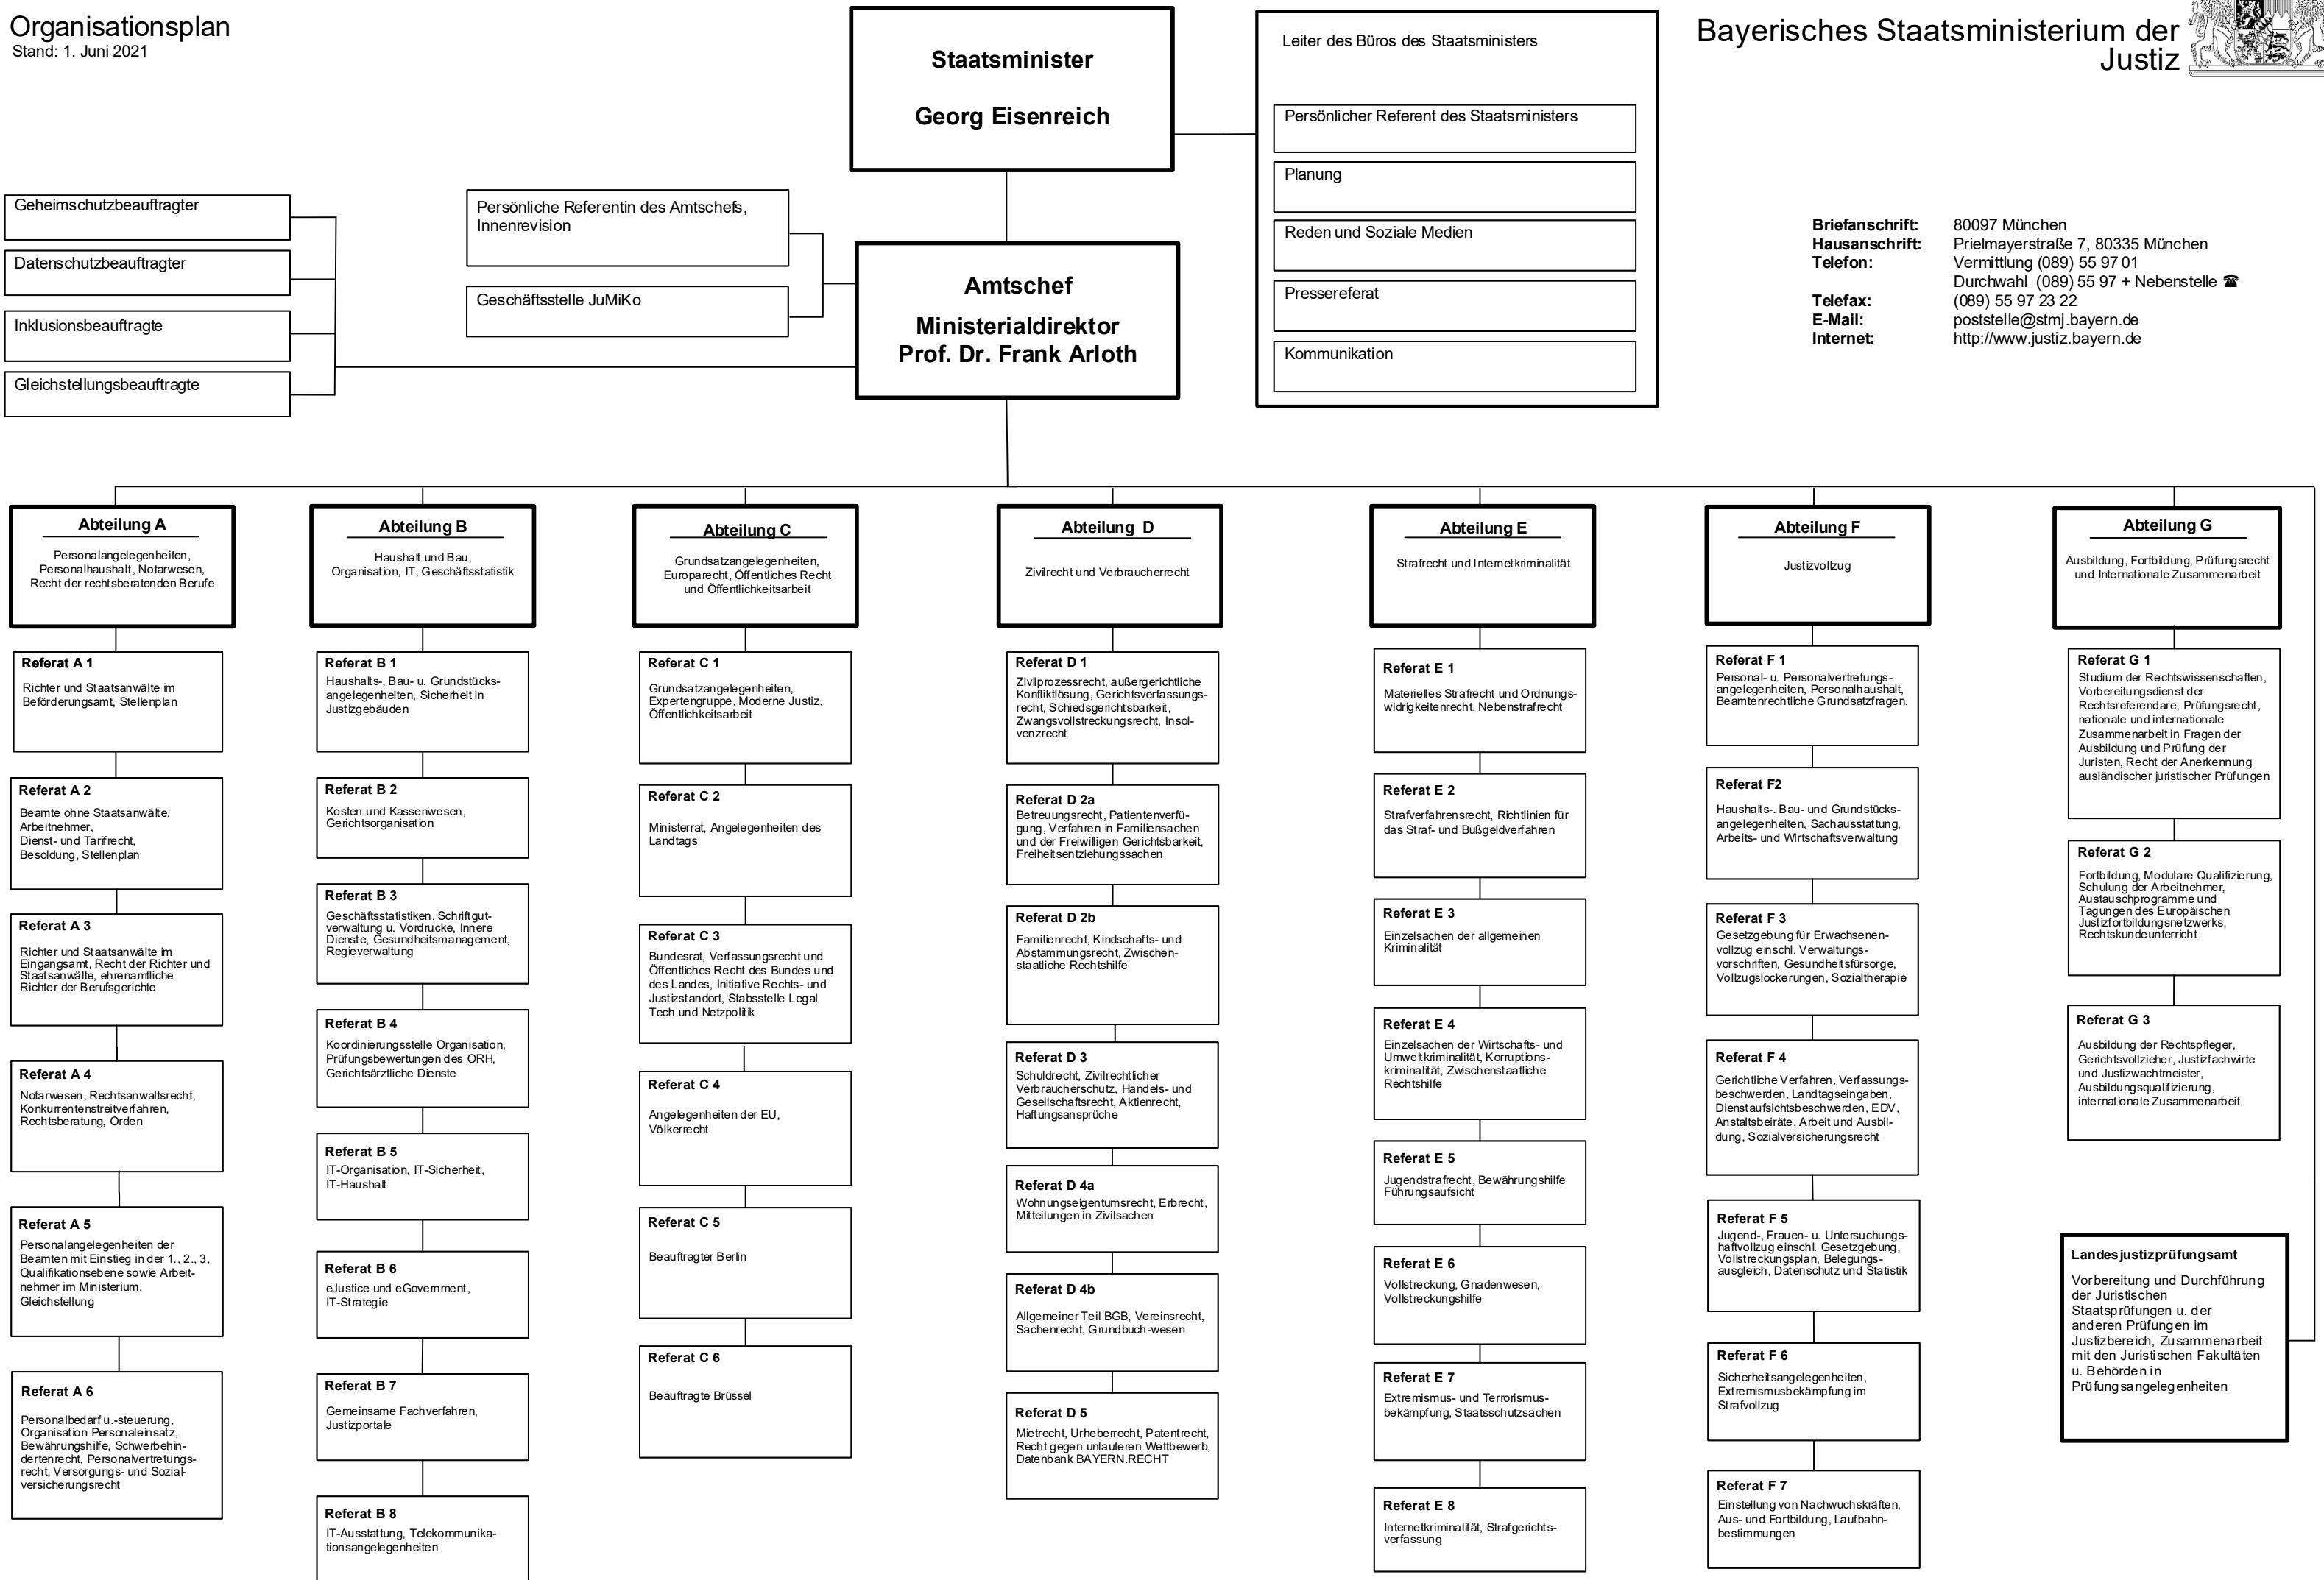 Organisationsplan
Stand: 1. Juni 2021
Staatsminister
Georg Eisenreich
Leiter des Büros des Staatsministers
Persönlicher Referent des Staatsministers
Planung
Reden und Soziale Medien
Pressereferat
Kommunikation
Bayerisches Staatsministerium der
Justiz
Briefanschrift: 80097 München
Hausanschrift: Prielmayerstraße 7, 80335 München
Telefon: Vermittlung (089) 55 97 01
Durchwahl (089) 55 97 + Nebenstelle ☎
Telefax: (089) 55 97 23 22
E-Mail: poststelle@stmj.bayern.de
Internet: http://www.justiz.bayern.de
Geheimschutzbeauftragter
Datenschutzbeauftragter
Inklusionsbeauftragte
Gleichstellungsbeauftragte
Persönliche Referentin des Amtschefs,
Innenrevision
Geschäftsstelle JuMiKo
Amtschef
Ministerialdirektor
Prof. Dr. Frank Arloth
Abteilung A
Personalangelegenheiten,
Personalhaushalt, Notarwesen,
Recht der rechtsberatenden Berufe
Referat A 1
Richter und Staatsanwälte im
Beförderungsamt, Stellenplan
Referat A 2
Beamte ohne Staatsanwälte,
Arbeitnehmer,
Dienst- und Tarifrecht,
Besoldung, Stellenplan
Referat A 3
Richter und Staatsanwälte im
Eingangsamt, Recht der Richter und
Staatsanwälte, ehrenamtliche
Richter der Berufsgerichte
Referat A 4
Notarwesen, Rechtsanwaltsrecht,
Konkurrentenstreitverfahren,
Rechtsberatung, Orden
Referat A 5
Personalangelegenheiten der
Beamten mit Einstieg in der 1., 2., 3,
Qualifikationsebene sowie Arbeit-
nehmer im Ministerium,
Gleichstellung
Referat A 6
Personalbedarf u.-steuerung,
Organisation Personaleinsatz,
Bewährungshilfe, Schwerbehin-
dertenrecht, Personalvertretungs-
recht, Versorgungs- und Sozial-
versicherungsrecht
Abteilung B
Haushalt und Bau,
Organisation, IT, Geschäftsstatistik
Referat B 1
Haushalts-, Bau- u. Grundstücks-
angelegenheiten, Sicherheit in
Justizgebäuden
Referat B 2
Kosten und Kassenwesen,
Gerichtsorganisation
Referat B 3
Geschäftsstatistiken, Schriftgut-
verwaltung u. Vordrucke, Innere
Dienste, Gesundheitsmanagement,
Regieverwaltung
Referat B 4
Koordinierungsstelle Organisation,
Prüfungsbewertungen des ORH,
Gerichtsärztliche Dienste
Referat B 5
IT-Organisation, IT-Sicherheit,
IT-Haushalt
Referat B 6
eJustice und eGovernment,
IT-Strategie
Referat B 7
Gemeinsame Fachverfahren,
Justizportale
Referat B 8
IT-Ausstattung, Telekommunika-
tionsangelegenheiten
Abteilung C
Grundsatzangelegenheiten,
Europarecht, Öffentliches Recht
und Öffentlichkeitsarbeit
Referat C 1
Grundsatzangelegenheiten,
Expertengruppe, Moderne Justiz,
Öffentlichkeitsarbeit
Referat C 2
Ministerrat, Angelegenheiten des
Landtags
Referat C 3
Bundesrat, Verfassungsrecht und
Öffentliches Recht des Bundes und
des Landes, Initiative Rechts- und
Justizstandort, Stabsstelle Legal
Tech und Netzpolitik
Referat C 4
Angelegenheiten der EU,
Völkerrecht
Referat C 5
Beauftragter Berlin
Referat C 6
Beauftragte Brüssel
Abteilung D
Zivilrecht und Verbraucherrecht
Referat D 1
Zivilprozessrecht, außergerichtliche
Konfliktlösung, Gerichtsverfassungs-
recht, Schiedsgerichtsbarkeit,
Zwangsvollstreckungsrecht, Insol-
venzrecht
Referat D 2a
Betreuungsrecht, Patientenverfü-
gung, Verfahren in Familiensachen
und der Freiwilligen Gerichtsbarkeit,
Freiheitsentziehungssachen
Referat D 2b
Familienrecht, Kindschafts- und
Abstammungsrecht, Zwischen-
staatliche Rechtshilfe
Referat D 3
Schuldrecht, Zivilrechtlicher
Verbraucherschutz, Handels- und
Gesellschaftsrecht, Aktienrecht,
Haftungsansprüche
Referat D 4a
Wohnungseigentumsrecht, Erbrecht,
Mitteilungen in Zivilsachen
Referat D 4b
Allgemeiner Teil BGB, Vereinsrecht,
Sachenrecht, Grundbuch-wesen
Referat D 5
Mietrecht, Urheberrecht, Patentrecht,
Recht gegen unlauteren Wettbewerb,
Datenbank BAYERN.RECHT
Abteilung E
Strafrecht und Internetkriminalität
Referat E 1
Materielles Strafrecht und Ordnungs-
widrigkeitenrecht, Nebenstrafrecht
Referat E 2
Strafverfahrensrecht, Richtlinien für
das Straf- und Bußgeldverfahren
Referat E 3
Einzelsachen der allgemeinen
Kriminalität
Referat E 4
Einzelsachen der Wirtschafts- und
Umweltkriminalität, Korruptions-
kriminalität, Zwischenstaatliche
Rechtshilfe
Referat E 5
Jugendstrafrecht, Bewährungshilfe
Führungsaufsicht
Referat E 6
Vollstreckung, Gnadenwesen,
Vollstreckungshilfe
Referat E 7
Extremismus- und Terrorismus-
bekämpfung, Staatsschutzsachen
Referat E 8
Internetkriminalität, Strafgerichts-
verfassung
Abteilung F
Justizvollzug
Referat F 1
Personal- u. Personalvertretungs-
angelegenheiten, Personalhaushalt,
Beamtenrechtliche Grundsatzfragen,
Referat F2
Haushalts-. Bau- und Grundstücks-
angelegenheiten, Sachausstattung,
Arbeits- und Wirtschaftsverwaltung
Referat F 3
Gesetzgebung für Erwachsenen-
vollzug einschl. Verwaltungs-
vorschriften, Gesundheitsfürsorge,
Vollzugslockerungen, Sozialtherapie
Referat F 4
Gerichtliche Verfahren, Verfassungs-
beschwerden, Landtagseingaben,
Dienstaufsichtsbeschwerden, EDV,
Anstaltsbeiräte, Arbeit und Ausbil-
dung, Sozialversicherungsrecht
Referat F 5
Jugend-, Frauen- u. Untersuchungs-
haftvollzug einschl. Gesetzgebung,
Vollstreckungsplan, Belegungs-
ausgleich, Datenschutz und Statistik
Referat F 6
Sicherheitsangelegenheiten,
Extremismusbekämpfung im
Strafvollzug
Referat F 7
Einstellung von Nachwuchskräften,
Aus- und Fortbildung, Laufbahn-
bestimmungen
Abteilung G
Ausbildung, Fortbildung, Prüfungsrecht
und Internationale Zusammenarbeit
Referat G 1
Studium der Rechtswissenschaften,
Vorbereitungsdienst der
Rechtsreferendare, Prüfungsrecht,
nationale und internationale
Zusammenarbeit in Fragen der
Ausbildung und Prüfung der
Juristen, Recht der Anerkennung
ausländischer juristischer Prüfungen
Referat G 2
Fortbildung, Modulare Qualifizierung,
Schulung der Arbeitnehmer,
Austauschprogramme und
Tagungen des Europäischen
Justizfortbildungsnetzwerks,
Rechtskundeunterricht
Referat G 3
Ausbildung der Rechtspfleger,
Gerichtsvollzieher, Justizfachwirte
und Justizwachtmeister,
Ausbildungsqualifizierung,
internationale Zusammenarbeit
Landesjustizprüfungsamt
Vorbereitung und Durchführung
der Juristischen
Staatsprüfungen u. der
anderen Prüfungen im
Justizbereich, Zusammenarbeit
mit den Juristischen Fakultäten
u. Behörden in
Prüfungsangelegenheiten